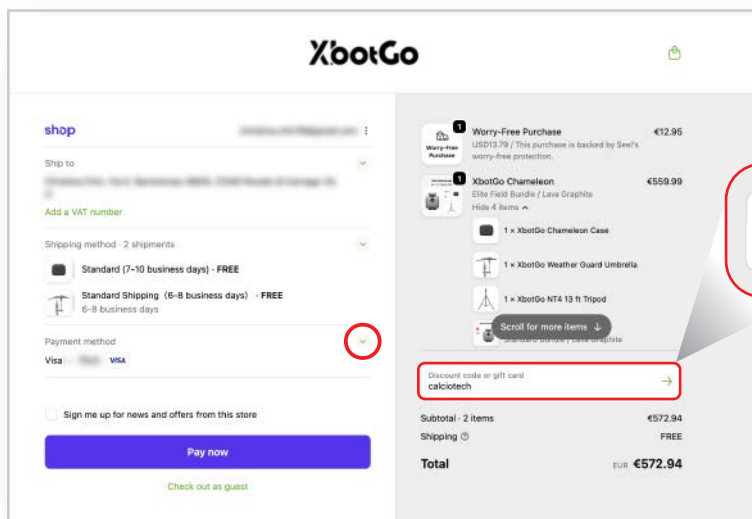 XbotGo
shop
Ship to
Add a VAT number
Shipping method · 2 shipments
Standard (7-10 business days) · FREE
Standard Shipping (6-8 business days) · FREE
6-8 business days
Payment method
Visa
VISA
Sign me up for news and offers from this store
Pay now
Check out as guest
1
Worry-Free Purchase
Worry-Free Purchase €12.95
USD13.79 / This purchase is backed by Seel's
worry-free protection.
1
XbotGo Chameleon €559.99
Elite Field Bundle / Lava Graphite
Hide 4 items
1 × XbotGo Chameleon Case
1 × XbotGo Weather Guard Umbrella
1 × XbotGo NT4 13 ft Tripod
Scroll for more items ↓
Standard Bundle / Lava Graphite
Discount code or gift card
calciotech
Subtotal · 2 items €572.94
Shipping FREE
Total EUR €572.94